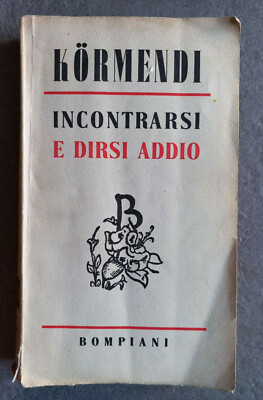 KÖRMENDI
INCONTRARSI
E DIRSI ADDIO
B
BOMPIANI